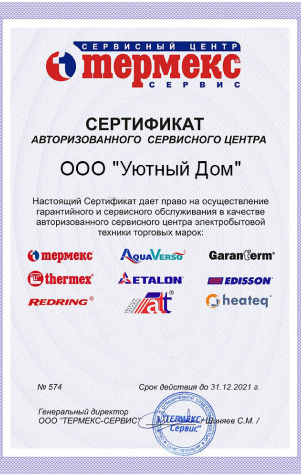 СЕРВИСНЫЙ ЦЕНТР
термекс
СЕРВИС
СЕРТИФИКАТ
АВТОРИЗОВАННОГО СЕРВИСНОГО ЦЕНТРА
ООО "Уютный Дом"
Настоящий Сертификат дает право на осуществление
гарантийного и сервисного обслуживания в качестве
авторизованного сервисного центра электробытовой
техники торговых марок:
термекс AQUAVERSO Garanterm®
thermex® ETALON® EDISSON®
REDRING® heateq®
№ 574 Срок действия до 31.12.2021 г.
Генеральный директор
ООО "ТЕРМЕКС-СЕРВИС" Шаняев С.М. /
"ТЕРМЕКС
Сервис"